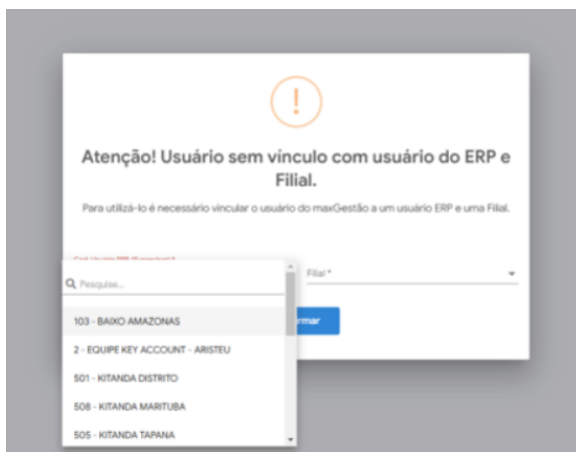 !
Atenção! Usuário sem vínculo com usuário do ERP e
Filial.
Para utilizá-lo é necessário vincular o usuário do maxGestão a um usuário ERP e uma Filial.
Filial *
Pesquise...
rmar
103 - BAIXO AMAZONAS
2 - EQUIPE KEY ACCOUNT - ARISTEU
501 - KITANDA DISTRITO
508 - KITANDA MARITUBA
505 - KITANDA TAPANA